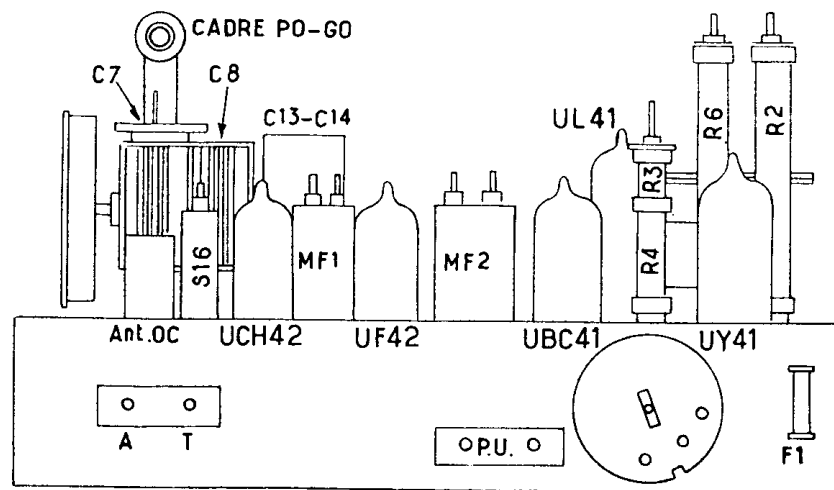 CADRE PO-GO
C7
C8
C13-C14
UL41
R6
R2
R3
R4
S16
MF1
MF2
Ant.OC
UCH42
UF42
UBC41
UY41
A
T
P.U.
F1